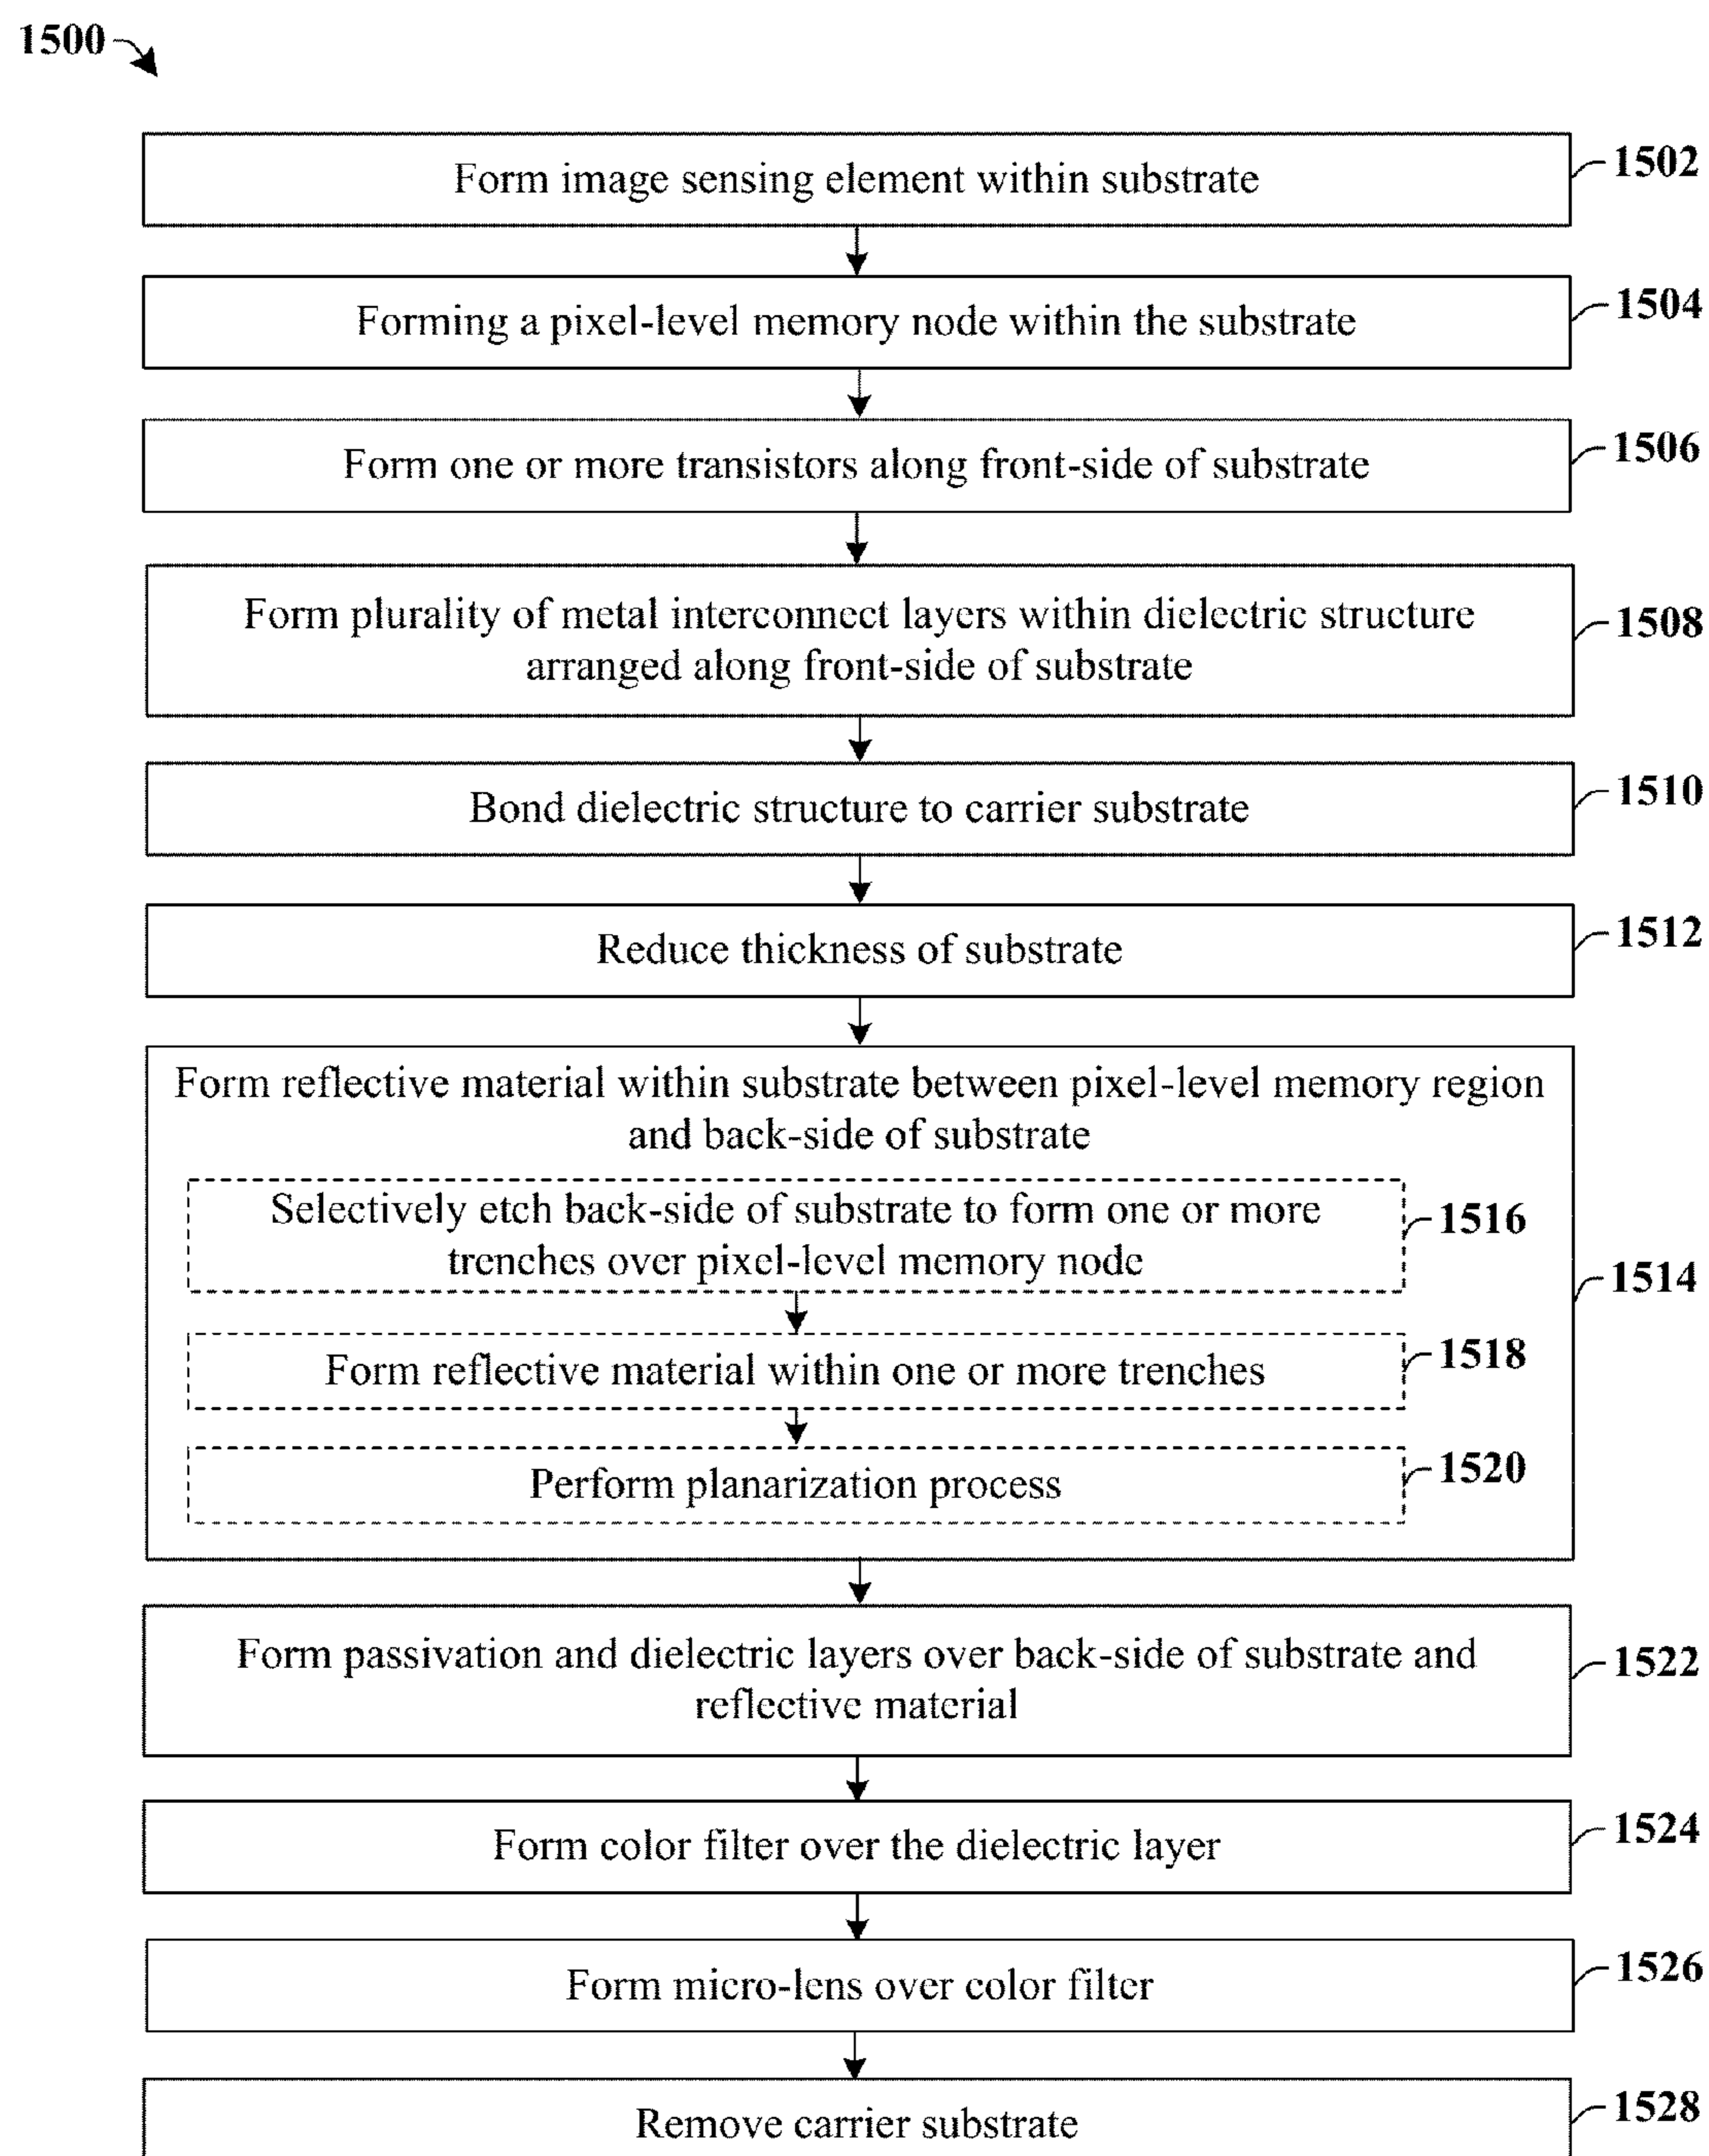 1500
Form image sensing element within substrate
1502
Forming a pixel-level memory node within the substrate
1504
Form one or more transistors along front-side of substrate
1506
Form plurality of metal interconnect layers within dielectric structure
arranged along front-side of substrate
1508
Bond dielectric structure to carrier substrate
1510
Reduce thickness of substrate
1512
Form reflective material within substrate between pixel-level memory region
and back-side of substrate
1514
Selectively etch back-side of substrate to form one or more
trenches over pixel-level memory node
1516
Form reflective material within one or more trenches
1518
Perform planarization process
1520
Form passivation and dielectric layers over back-side of substrate and
reflective material
1522
Form color filter over the dielectric layer
1524
Form micro-lens over color filter
1526
Remove carrier substrate
1528